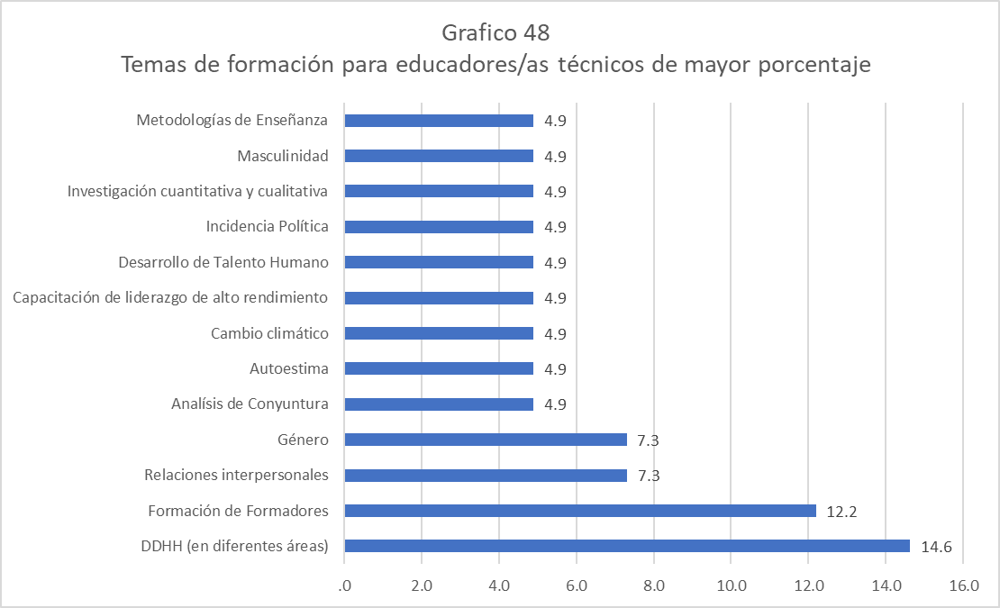 Grafico 48
Temas de formación para educadores/as técnicos de mayor porcentaje
Metodologías de Enseñanza 4.9
Masculinidad 4.9
Investigación cuantitativa y cualitativa 4.9
Incidencia Política 4.9
Desarrollo de Talento Humano 4.9
Capacitación de liderazgo de alto rendimiento 4.9
Cambio climático 4.9
Autoestima 4.9
Analísis de Conyuntura 4.9
Género 7.3
Relaciones interpersonales 7.3
Formación de Formadores 12.2
DDHH (en diferentes áreas) 14.6
.0 2.0 4.0 6.0 8.0 10.0 12.0 14.0 16.0